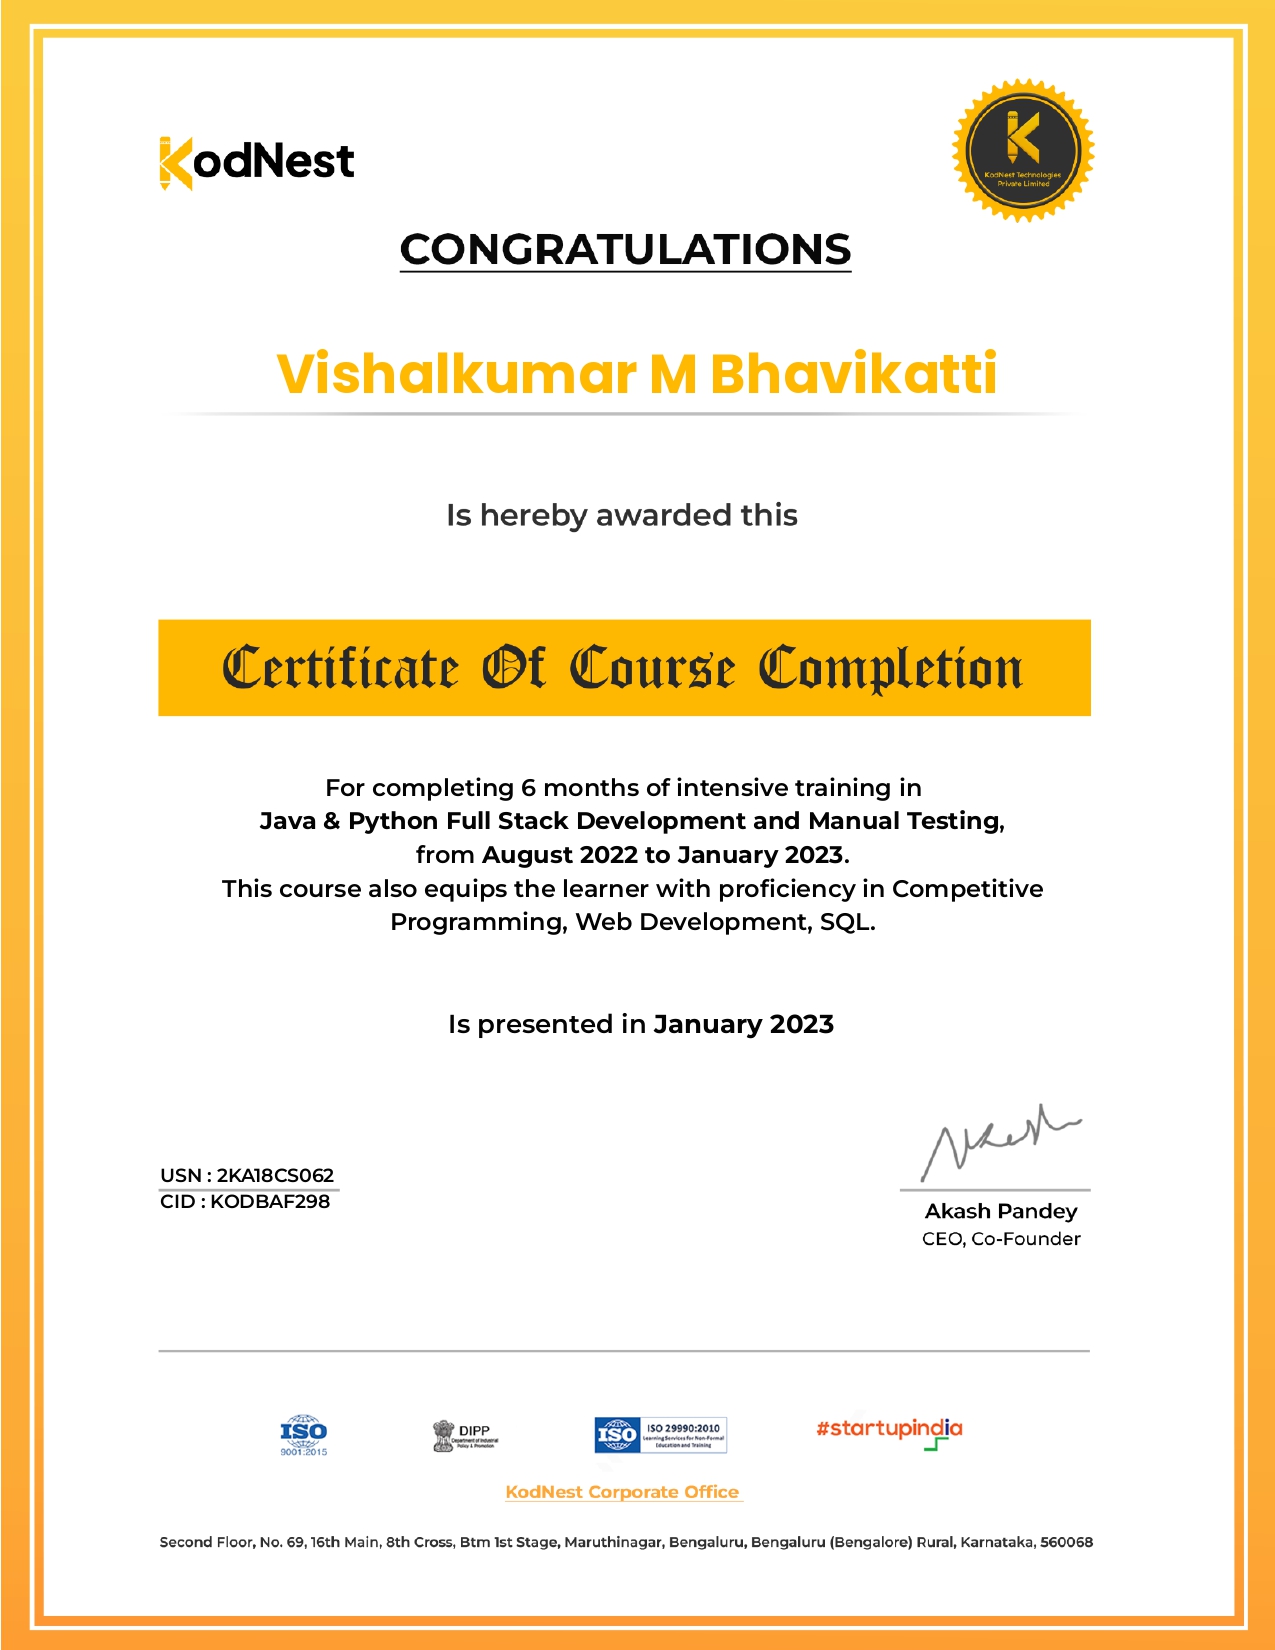 KodNest
KodNest Technologies
Private Limited
CONGRATULATIONS
Vishalkumar M Bhavikatti
Is hereby awarded this
Certificate Of Course Completion
For completing 6 months of intensive training in
Java & Python Full Stack Development and Manual Testing,
from August 2022 to January 2023.
This course also equips the learner with proficiency in Competitive
Programming, Web Development, SQL.
Is presented in January 2023
USN : 2KA18CS062
CID : KODBAF298
Akash Pandey
CEO, Co-Founder
ISO
9001:2015
DIPP
Department of Industrial
Policy & Promotion
ISO
ISO 29990:2010
Learning Services for Non-Formal
Education and Training
#startupindia
KodNest Corporate Office
Second Floor, No. 69, 16th Main, 8th Cross, Btm 1st Stage, Maruthinagar, Bengaluru, Bengaluru (Bengalore) Rural, Karnataka, 560068